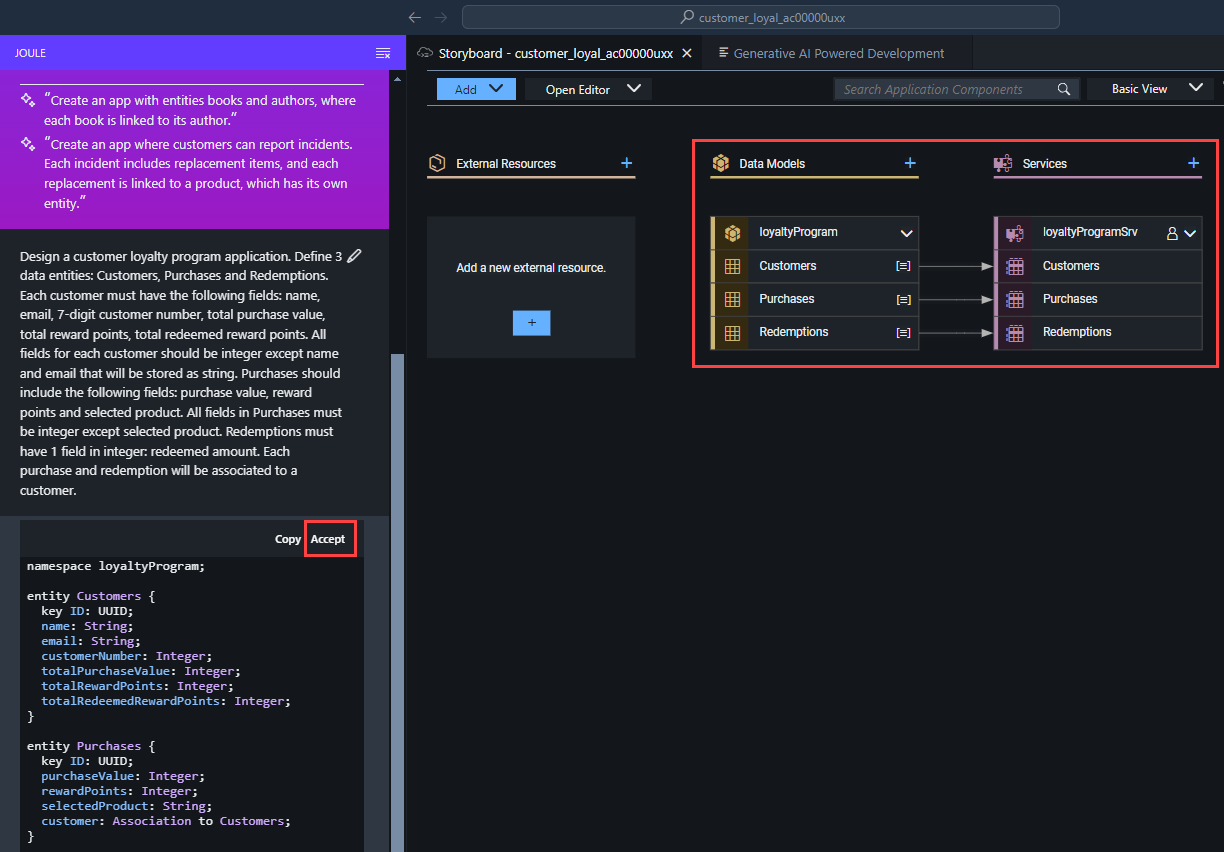 customer_loyal_ac00000uxx
JOULE
“Create an app with entities books and authors, where
each book is linked to its author.”
“Create an app where customers can report incidents.
Each incident includes replacement items, and each
replacement is linked to a product, which has its own
entity.”
Design a customer loyalty program application. Define 3
data entities: Customers, Purchases and Redemptions.
Each customer must have the following fields: name,
email, 7-digit customer number, total purchase value,
total reward points, total redeemed reward points. All
fields for each customer should be integer except name
and email that will be stored as string. Purchases should
include the following fields: purchase value, reward
points and selected product. All fields in Purchases must
be integer except selected product. Redemptions must
have 1 field in integer: redeemed amount. Each
purchase and redemption will be associated to a
customer.
Copy Accept
namespace loyaltyProgram;
entity Customers {
key ID: UUID;
name: String;
email: String;
customerNumber: Integer;
totalPurchaseValue: Integer;
totalRewardPoints: Integer;
totalRedeemedRewardPoints: Integer;
}
entity Purchases {
key ID: UUID;
purchaseValue: Integer;
rewardPoints: Integer;
selectedProduct: String;
customer: Association to Customers;
}
Storyboard - customer_loyal_ac00000uxx
Generative AI Powered Development
Add
Open Editor
Search Application Components
Basic View
External Resources +
Add a new external resource.
+
Data Models +
loyaltyProgram
Customers
Purchases
Redemptions
Services +
loyaltyProgramSrv
Customers
Purchases
Redemptions